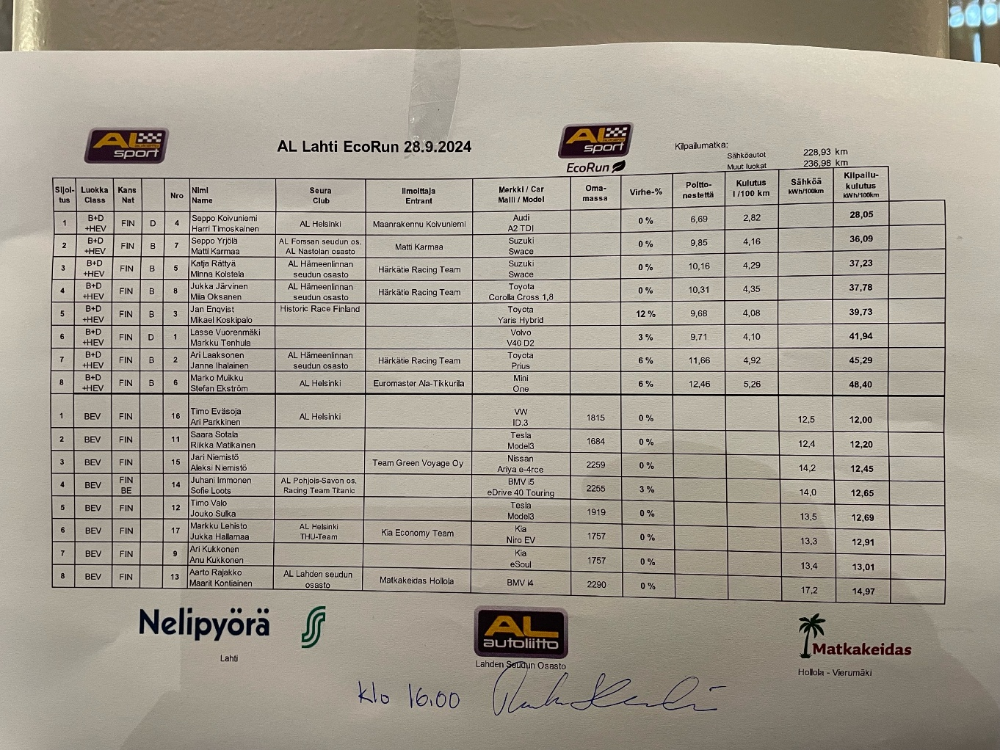 AL sport
AL Lahti EcoRun 28.9.2024
AL sport
EcoRun
Kilpailumatka:
Sähköautot 228,93 km
Muut luokat 236,98 km
Sijoitus Luokka Class Kans Nat Nro Nimi Name Seura Club Ilmoittaja Entrant Merkki / Car Malli / Model Omamassa Virhe-% Polttonestettä Kulutus l /100 km Sähköä kWh/100km Kilpailukulutus kWh/100km
1 B+D +HEV FIN D 4 Seppo Koivuniemi Harri Timoskainen AL Helsinki Maanrakennu Koivuniemi Audi A2 TDI 0 % 6,69 2,82 28,05
2 B+D +HEV FIN B 7 Seppo Yrjölä Matti Karmaa AL Forssan seudun os. AL Nastolan osasto Matti Karmaa Suzuki Swace 0 % 9,85 4,16 36,09
3 B+D +HEV FIN B 5 Katja Rättyä Minna Kolstela AL Hämeenlinnan seudun osasto Härkätie Racing Team Suzuki Swace 0 % 10,16 4,29 37,23
4 B+D +HEV FIN B 8 Jukka Järvinen Miia Oksanen AL Hämeenlinnan seudun osasto Härkätie Racing Team Toyota Corolla Cross 1,8 0 % 10,31 4,35 37,78
5 B+D +HEV FIN B 3 Jan Enqvist Mikael Koskipalo Historic Race Finland Toyota Yaris Hybrid 12 % 9,68 4,08 39,73
6 B+D +HEV FIN D 1 Lasse Vuorenmäki Markku Tenhula Volvo V40 D2 3 % 9,71 4,10 41,94
7 B+D +HEV FIN B 2 Ari Laaksonen Janne Ihalainen AL Hämeenlinnan seudun osasto Härkätie Racing Team Toyota Prius 6 % 11,66 4,92 45,29
8 B+D +HEV FIN B 6 Marko Muikku Stefan Ekström AL Helsinki Euromaster Ala-Tikkurila Mini One 6 % 12,46 5,26 48,40
1 BEV FIN 16 Timo Eväsoja Ari Parkkinen AL Helsinki VW ID.3 1815 0 % 12,5 12,00
2 BEV FIN 11 Saara Sotala Riikka Matikainen Tesla Model3 1684 0 % 12,4 12,20
3 BEV FIN 15 Jari Niemistö Aleksi Niemistö Team Green Voyage Oy Nissan Ariya e-4rce 2259 0 % 14,2 12,45
4 BEV FIN BE 14 Juhani Immonen Sofie Loots AL Pohjois-Savon os. Racing Team Titanic BMV i5 eDrive 40 Touring 2255 3 % 14,0 12,65
5 BEV FIN 12 Timo Valo Jouko Sulka Tesla Model3 1919 0 % 13,5 12,69
6 BEV FIN 17 Markku Lehisto Jukka Hallamaa AL Helsinki THU-Team Kia Economy Team Kia Niro EV 1757 0 % 13,3 12,91
7 BEV FIN 9 Ari Kukkonen Anu Kukkonen Kia eSoul 1757 0 % 13,4 13,01
8 BEV FIN 13 Aarto Rajakko Maarit Kontiainen AL Lahden seudun osasto Matkakeidas Hollola BMV i4 2290 0 % 17,2 14,97
Nelipyörä
Lahti
AL autoliitto
Lahden Seudun Osasto
Matkakeidas
Hollola - Vierumäki
klo 16.00